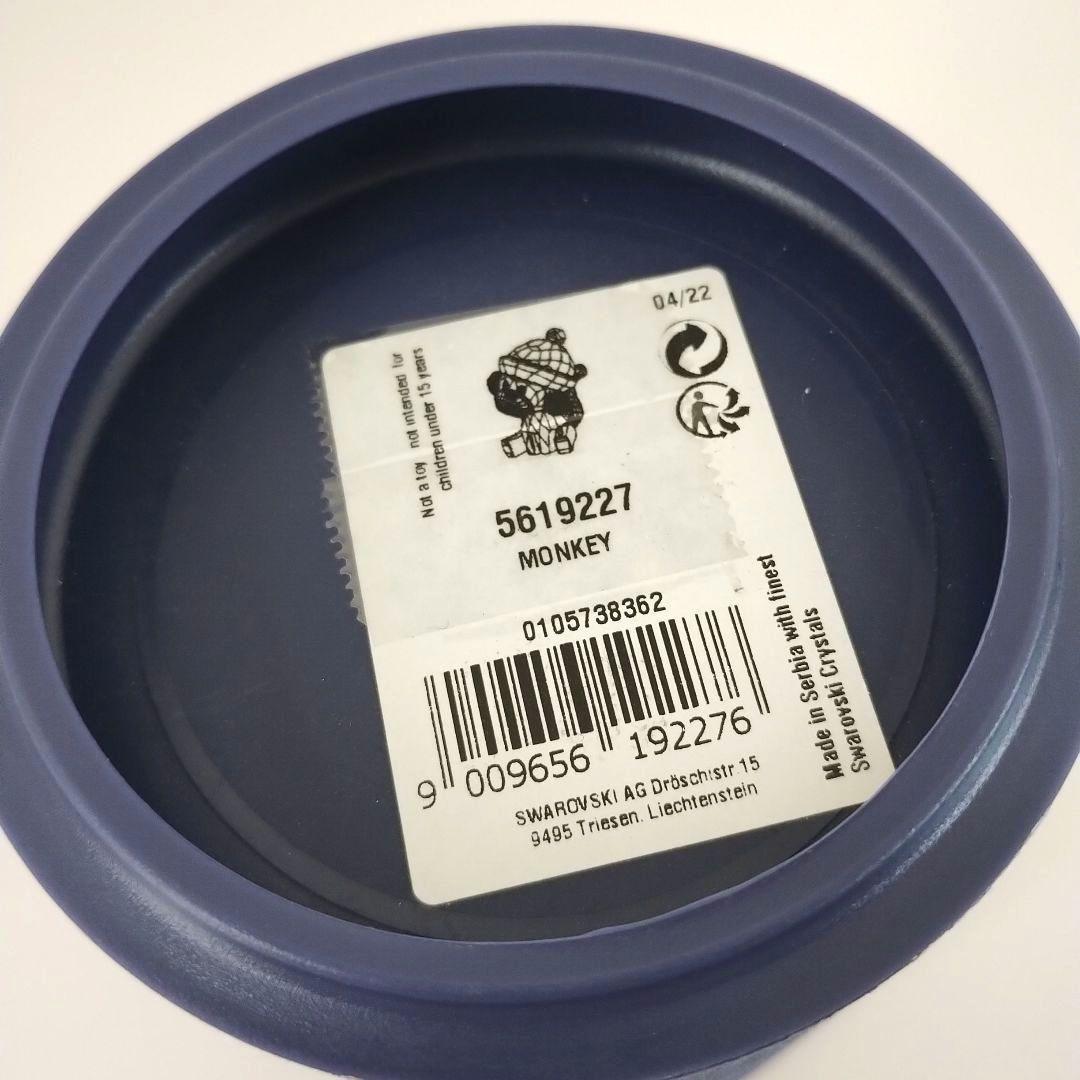 04/22
Not a toy not intended for
children under 15 years
5619227
MONKEY
0105738362
9 009656 192276
SWAROVSKI AG Dröschistr.15
9495 Triesen. Liechtenstein
Made in Serbia with finest
Swarovski Crystals